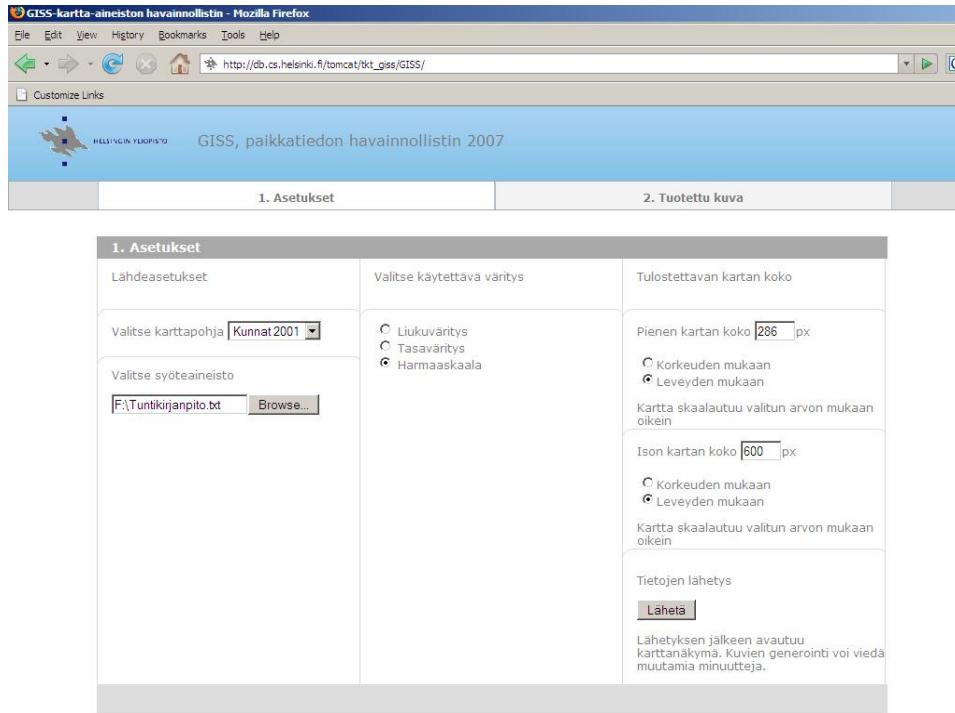 GISS-kartta-aineiston havainnollistin - Mozilla Firefox
File Edit View History Bookmarks Tools Help
http://db.cs.helsinki.fi/tomcat/tkt_giss/GISS/
Customize Links
HELSINGIN YLIOPISTO
GISS, paikkatiedon havainnollistin 2007
1. Asetukset
2. Tuotettu kuva
1. Asetukset
Lähdeasetukset
Valitse karttapohja Kunnat 2001
Valitse syöteaineisto
F:\Tuntikirjanpito.txt Browse...
Valitse käytettävä väritys
Liukuväritys
Tasaväritys
Harmaaskaala
Tulostettavan kartan koko
Pienen kartan koko 286 px
Korkeuden mukaan
Leveyden mukaan
Kartta skaalautuu valitun arvon mukaan
oikein
Ison kartan koko 600 px
Korkeuden mukaan
Leveyden mukaan
Kartta skaalautuu valitun arvon mukaan
oikein
Tietojen lähetys
Lähetä
Lähetyksen jälkeen avautuu
karttanäkymä. Kuvien generointi voi viedä
muutamia minuutteja.